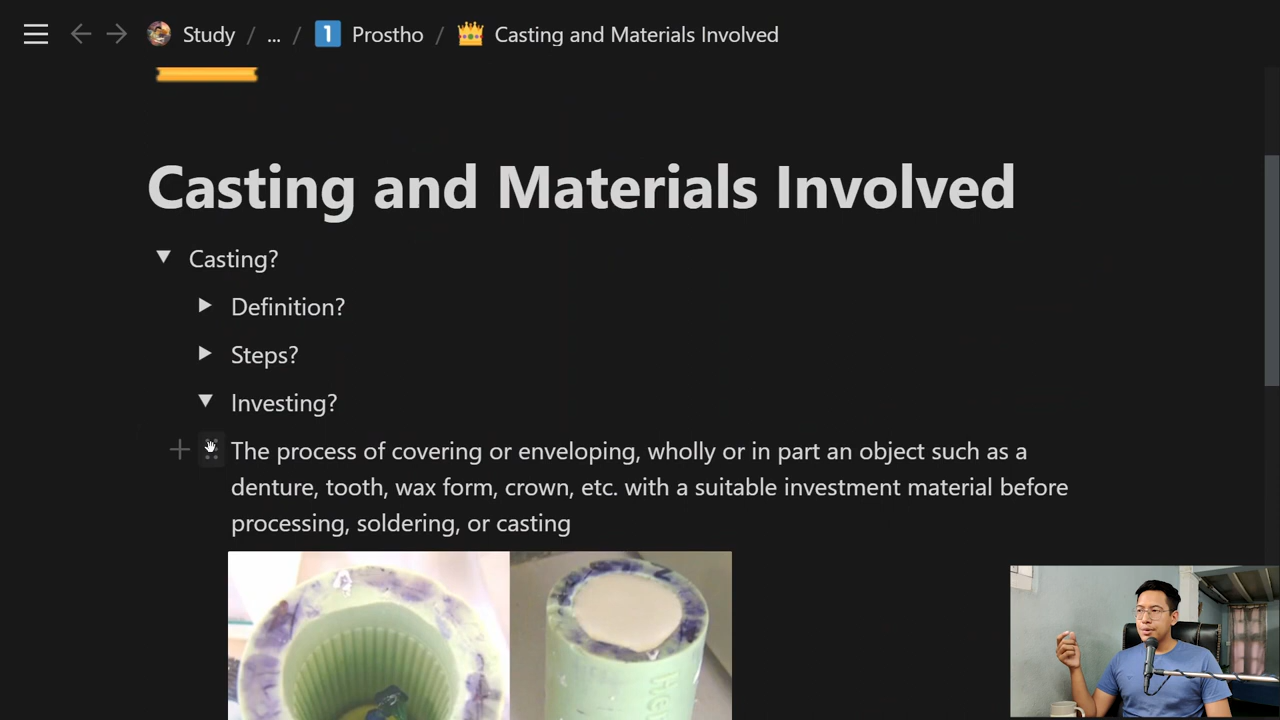 Study / ... / 1 Prostho / Casting and Materials Involved
Casting and Materials Involved
Casting?
Definition?
Steps?
Investing?
The process of covering or enveloping, wholly or in part an object such as a
denture, tooth, wax form, crown, etc. with a suitable investment material before
processing, soldering, or casting